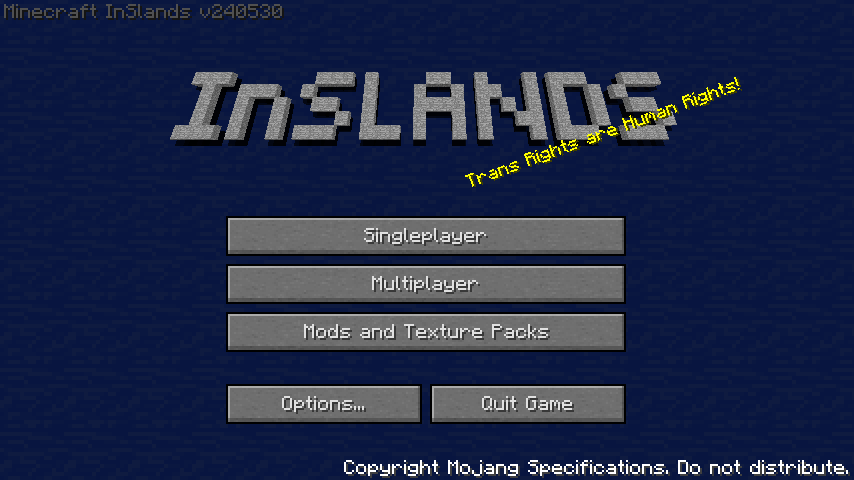 Minecraft InSlands v240530
InSLANDS
Trans Rights are Human Rights!
Singleplayer
Multiplayer
Mods and Texture Packs
Options...
Quit Game
Copyright Mojang Specifications. Do not distribute.